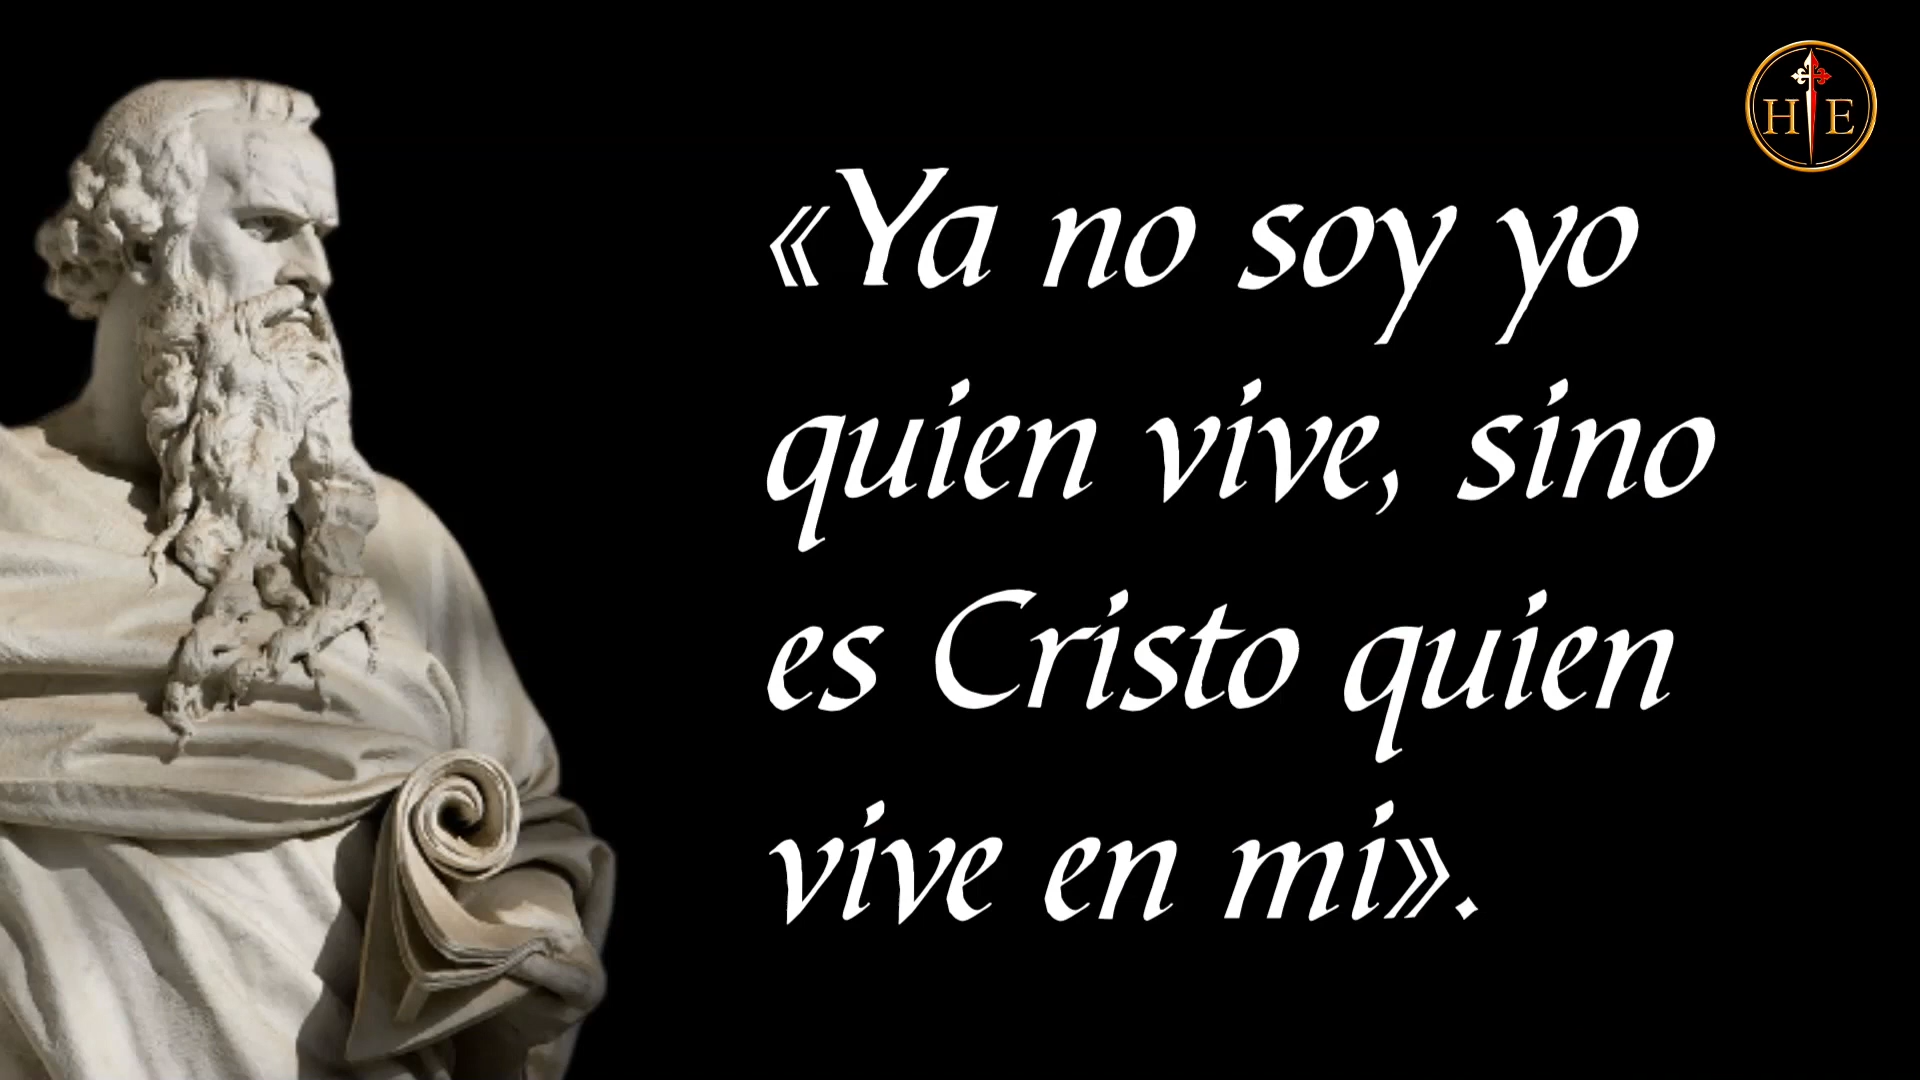 H E
«Ya no soy yo
quien vive, sino
es Cristo quien
vive en mi».